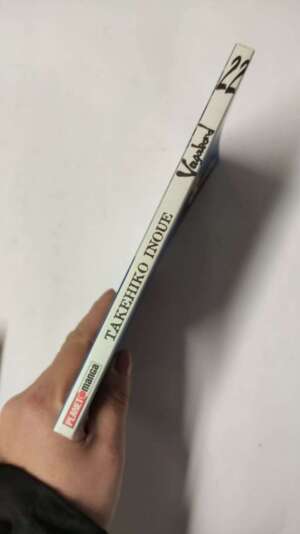 PLANET manga
TAKEHIKO INOUE
Vagabond
22